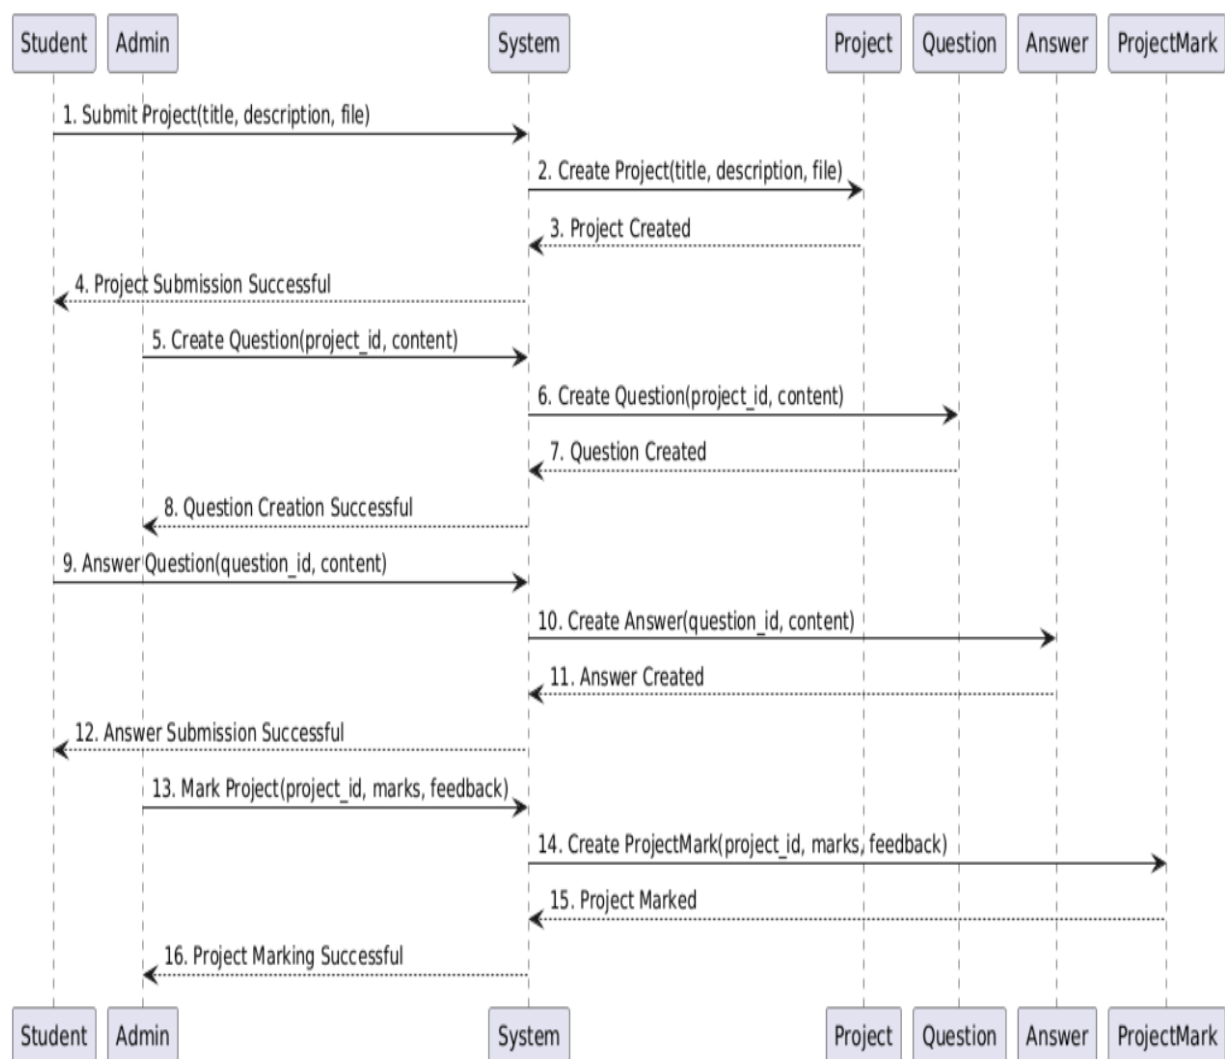 Student Admin System Project Question Answer ProjectMark
1. Submit Project(title, description, file)
2. Create Project(title, description, file)
3. Project Created
4. Project Submission Successful
5. Create Question(project_id, content)
6. Create Question(project_id, content)
7. Question Created
8. Question Creation Successful
9. Answer Question(question_id, content)
10. Create Answer(question_id, content)
11. Answer Created
12. Answer Submission Successful
13. Mark Project(project_id, marks, feedback)
14. Create ProjectMark(project_id, marks, feedback)
15. Project Marked
16. Project Marking Successful
Student Admin System Project Question Answer ProjectMark